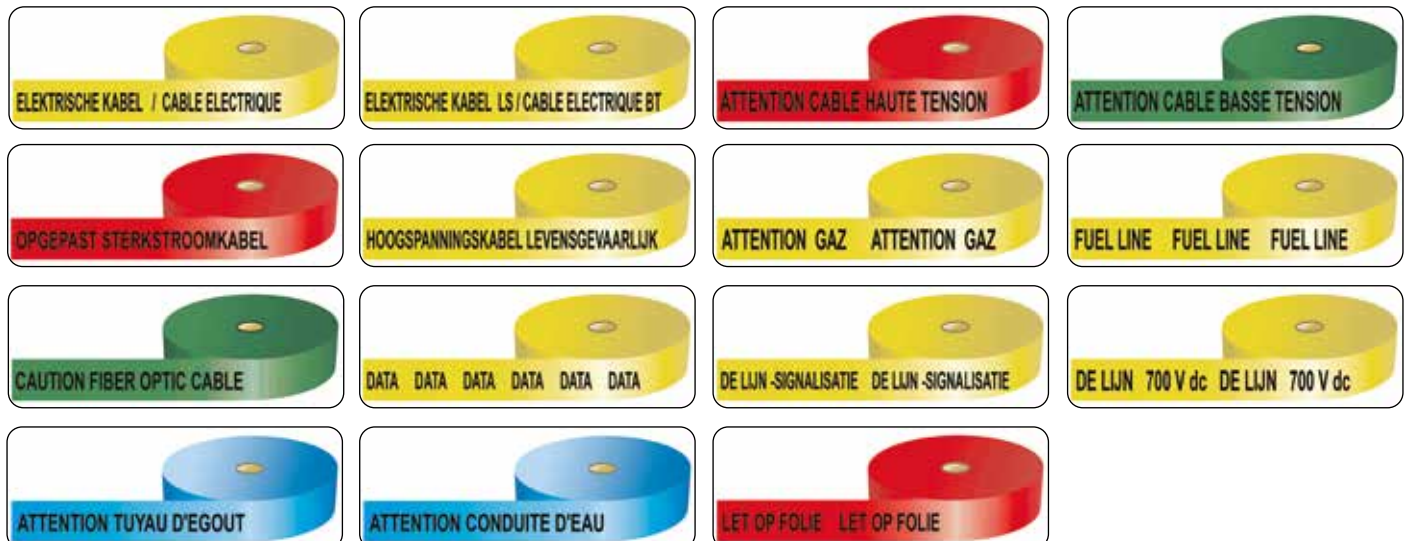 ELEKTRISCHE KABEL / CABLE ELECTRIQUE
ELEKTRISCHE KABEL LS / CABLE ELECTRIQUE BT
ATTENTION CABLE HAUTE TENSION
ATTENTION CABLE BASSE TENSION
OPGEPAST STERKSTROOMKABEL
HOOGSPANNINGSKABEL LEVENSGEVAARLIJK
ATTENTION GAZ ATTENTION GAZ
FUEL LINE FUEL LINE FUEL LINE
CAUTION FIBER OPTIC CABLE
DATA DATA DATA DATA DATA DATA
DE LIJN -SIGNALISATIE DE LIJN -SIGNALISATIE
DE LIJN 700 V dc DE LIJN 700 V dc
ATTENTION TUYAU D'EGOUT
ATTENTION CONDUITE D'EAU
LET OP FOLIE LET OP FOLIE